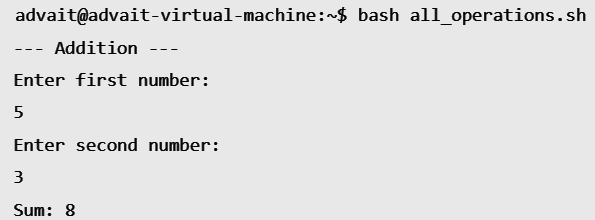 advait@advait-virtual-machine:~$ bash all_operations.sh
--- Addition ---
Enter first number:
5
Enter second number:
3
Sum: 8